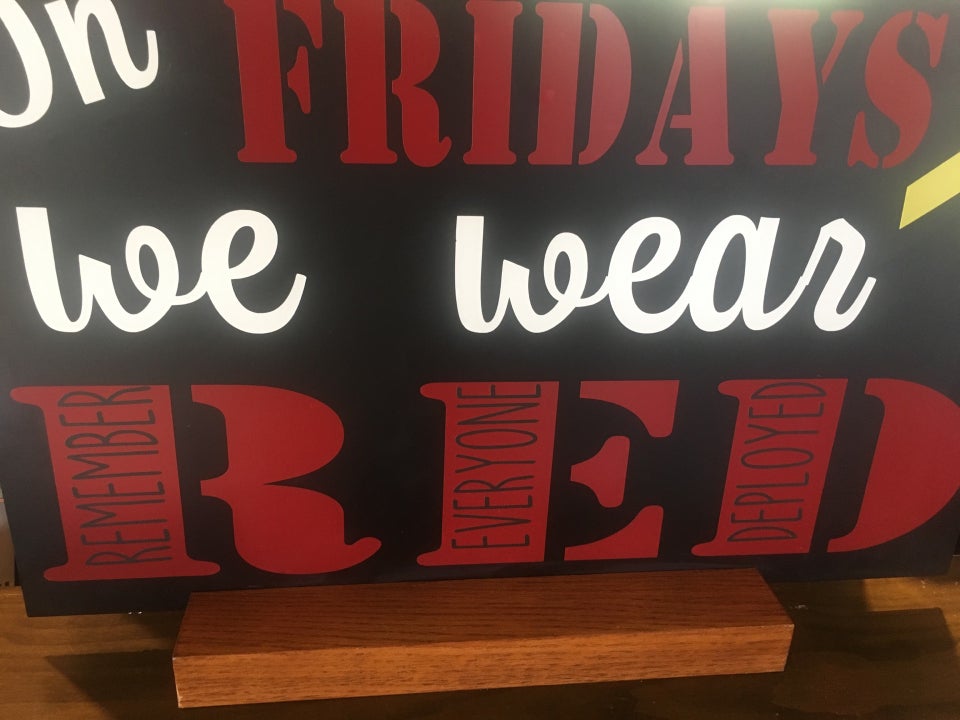 On FRIDAYS
we wear
RED
REMEMBER
EVERYONE
DEPLOYED